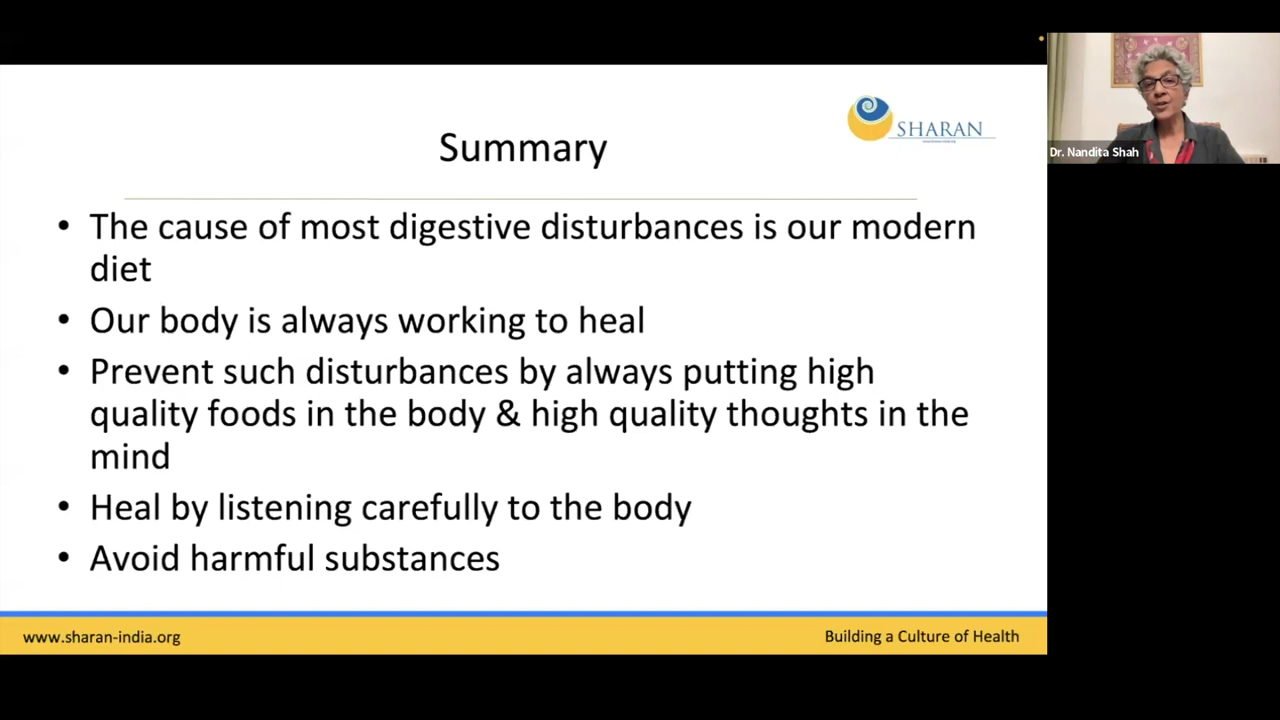 SHARAN
Dr. Nandita Shah
Summary
• The cause of most digestive disturbances is our modern
diet
• Our body is always working to heal
• Prevent such disturbances by always putting high
quality foods in the body & high quality thoughts in the
mind
• Heal by listening carefully to the body
• Avoid harmful substances
www.sharan-india.org
Building a Culture of Health